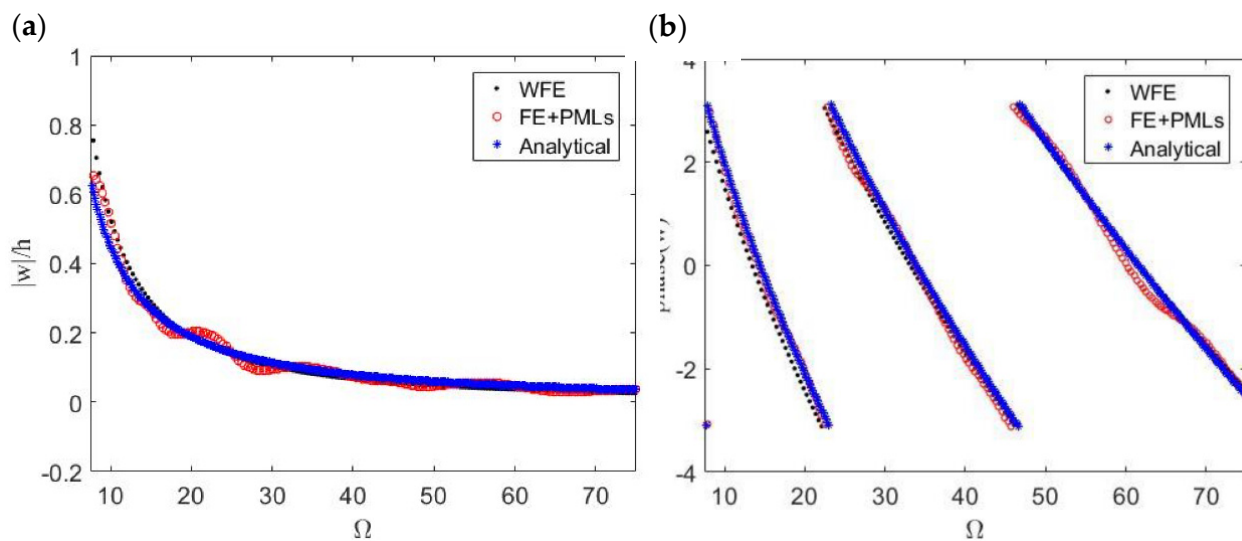 (a)
1
0.8
0.6
0.4
0.2
0
-0.2
|w|/h
10 20 30 40 50 60 70
Ω
WFE
FE+PMLs
Analytical
(b)
4
2
0
-2
-4
phase(w)
10 20 30 40 50 60 70
Ω
WFE
FE+PMLs
Analytical